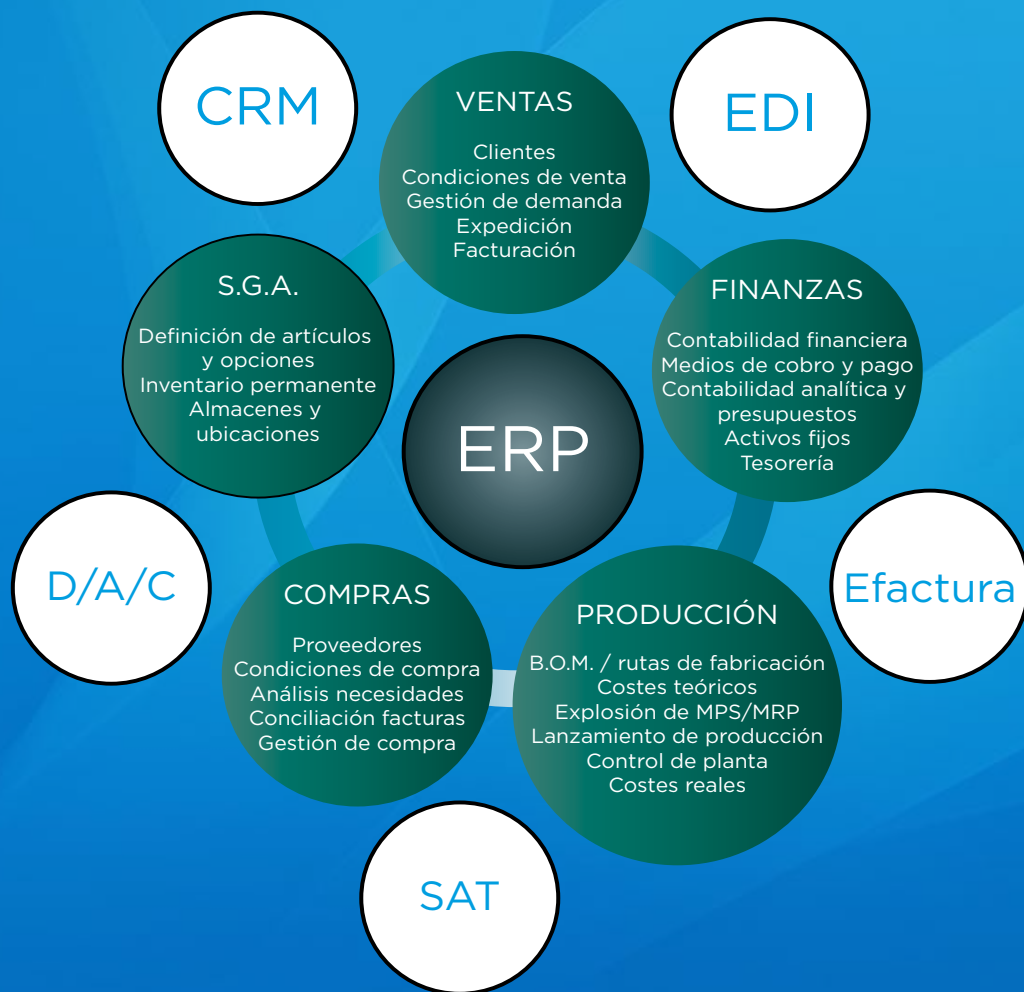 CRM
VENTAS
Clientes
Condiciones de venta
Gestión de demanda
Expedición
Facturación
EDI
S.G.A.
Definición de artículos
y opciones
Inventario permanente
Almacenes y
ubicaciones
FINANZAS
Contabilidad financiera
Medios de cobro y pago
Contabilidad analítica y
presupuestos
Activos fijos
Tesorería
ERP
D/A/C
COMPRAS
Proveedores
Condiciones de compra
Análisis necesidades
Conciliación facturas
Gestión de compra
PRODUCCIÓN
B.O.M. / rutas de fabricación
Costes teóricos
Explosión de MPS/MRP
Lanzamiento de producción
Control de planta
Costes reales
Efactura
SAT